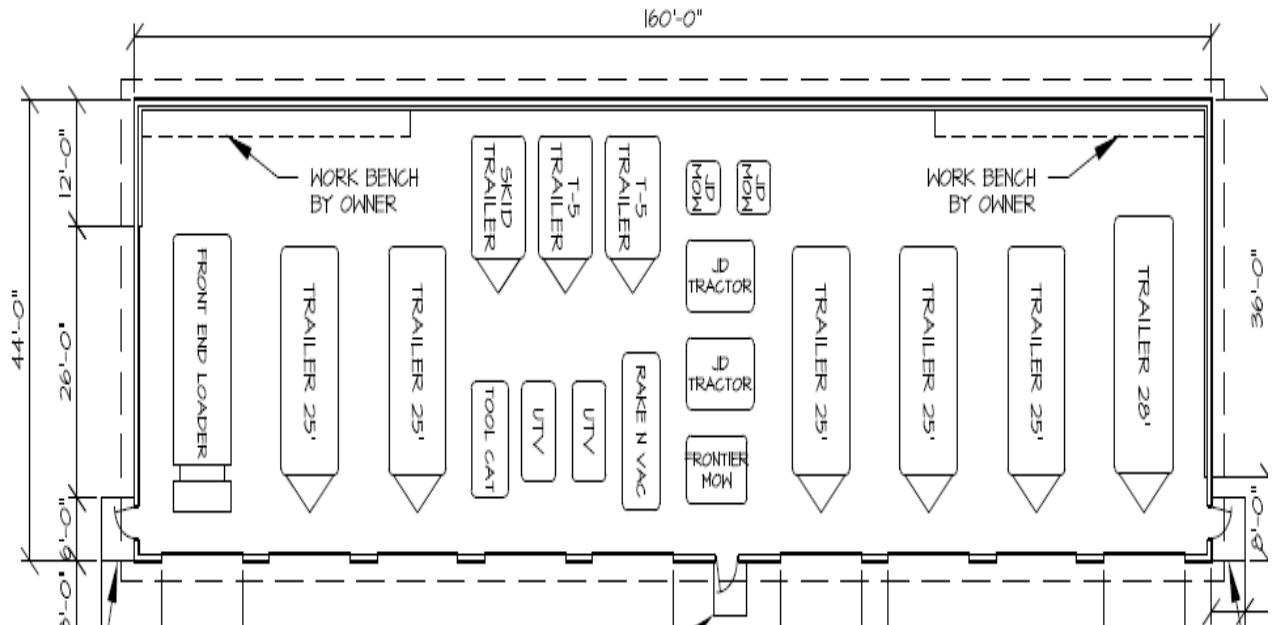 160'-0"
44'-0"
12'-0"
26'-0"
6'-0"
36'-0"
8'-0"
WORK BENCH
BY OWNER
WORK BENCH
BY OWNER
SKID
TRAILER
T-5
TRAILER
T-5
TRAILER
JD
MOW
JD
MOW
FRONT END LOADER
TRAILER 25'
TRAILER 25'
JD
TRACTOR
TRAILER 25'
TRAILER 25'
TRAILER 25'
TRAILER 28'
TOOL CAT
UTV
UTV
RAKE N VAC
JD
TRACTOR
FRONTIER
MOW